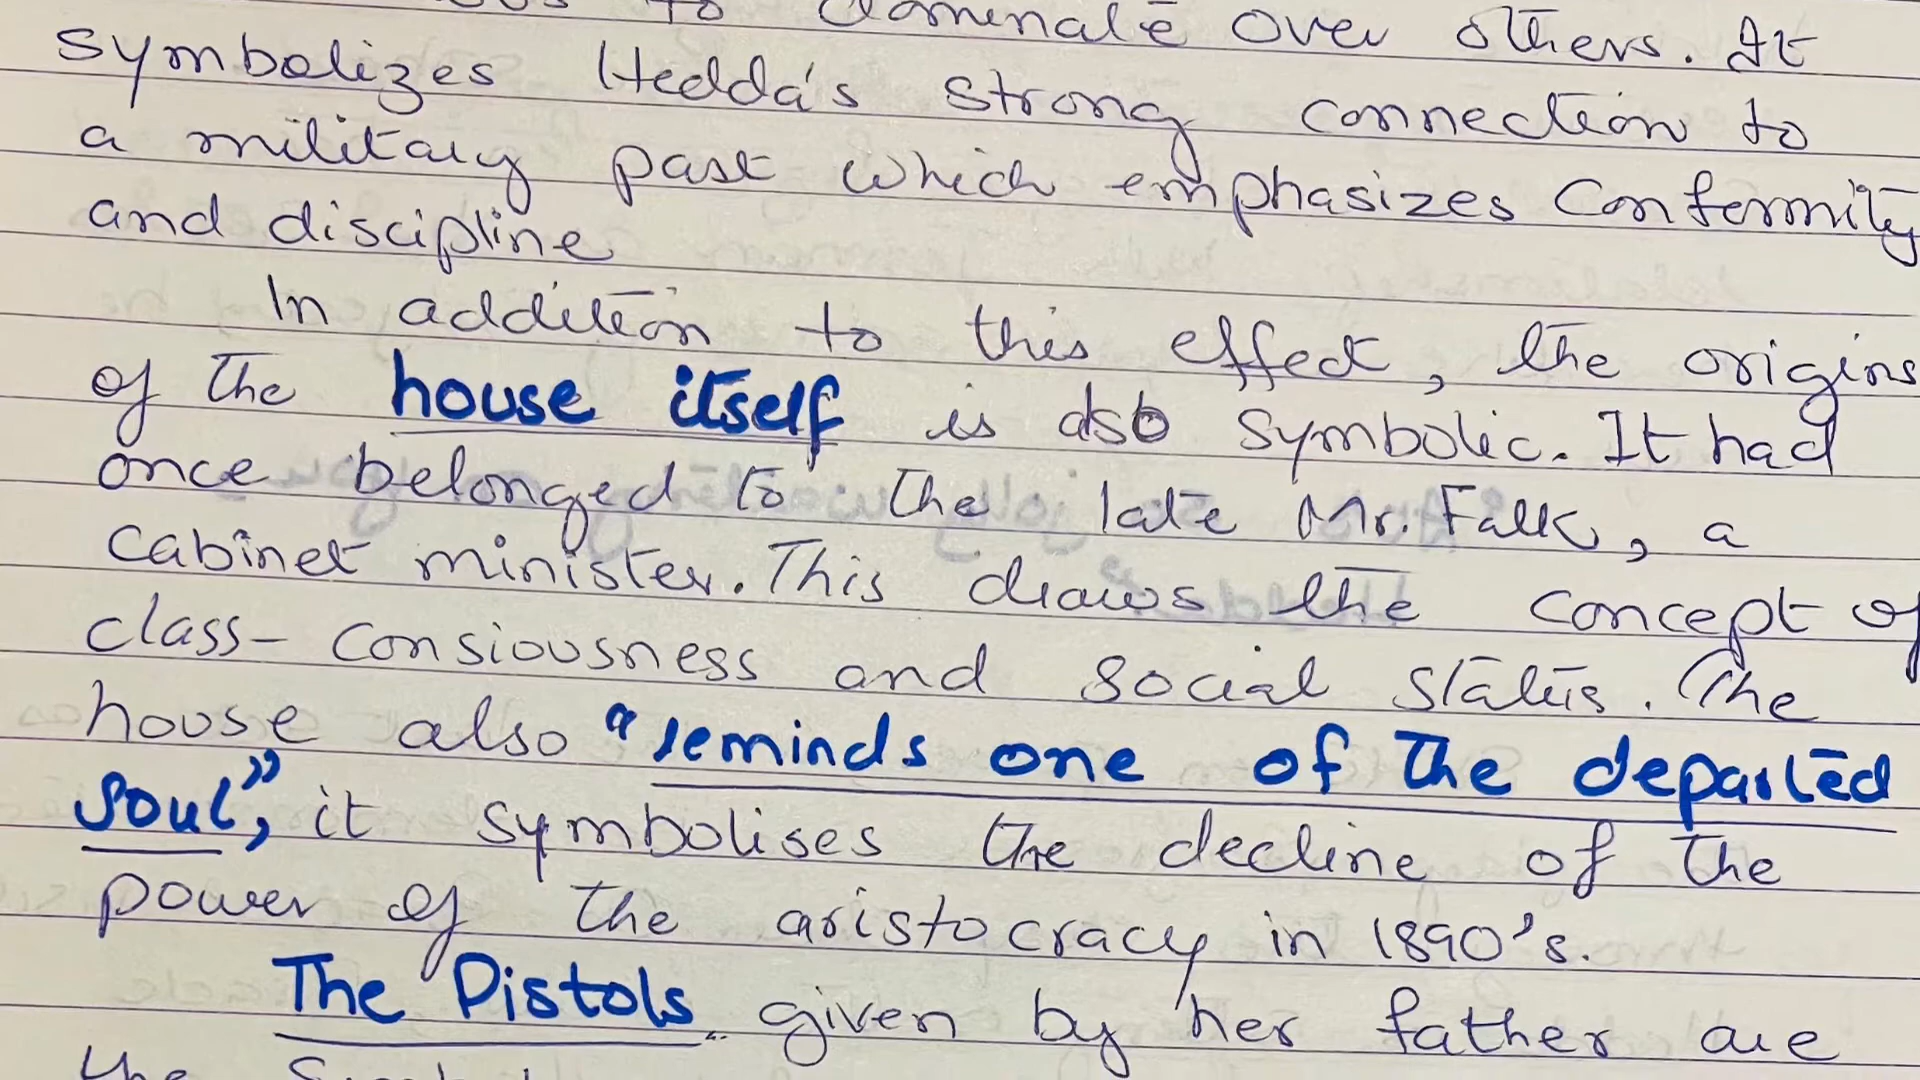 to dominate over others. It
symbolizes Hedda's strong connection to
a military past which emphasizes Conformity
and discipline
In addition to this effect, the origins
of the house itself is also symbolic. It had
once belonged to the late Mr. Falk, a
cabinet minister. This draws the concept of
class-consiousness and social status. The
house also "reminds one of the departed
soul", it symbolises the decline of the
power of the aristocracy in 1890's.
The Pistols given by her father are
the